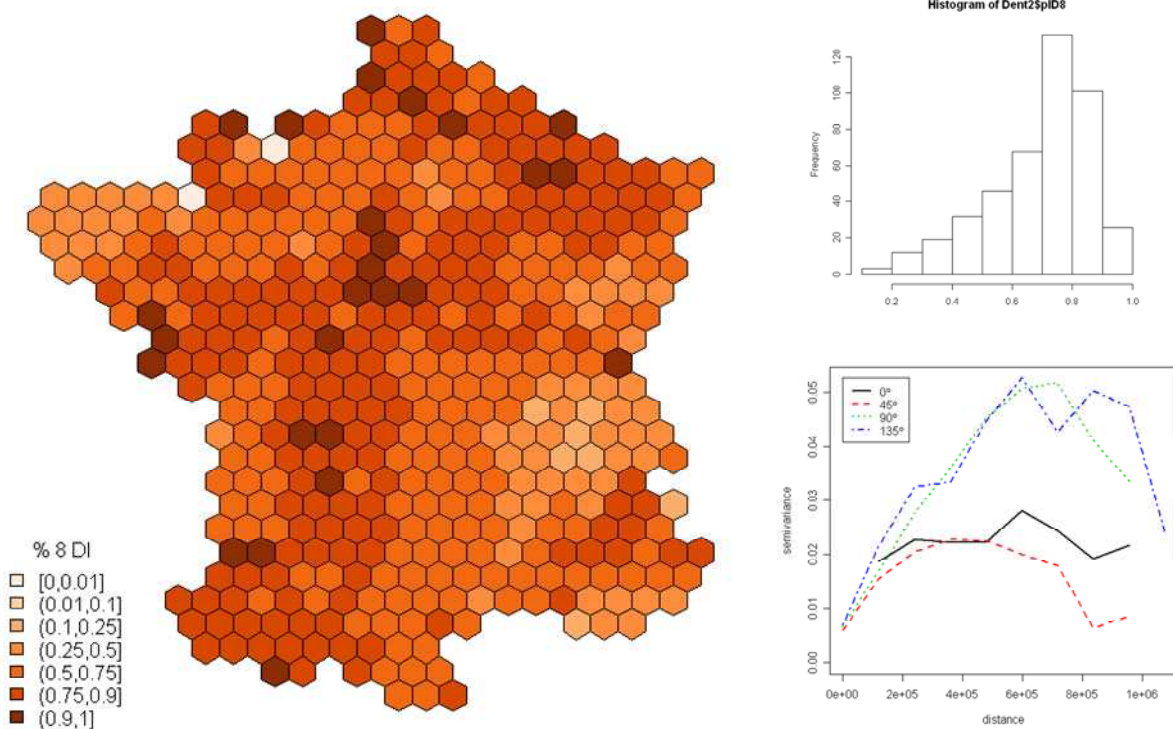 % 8 DI
[0,0.01]
(0.01,0.1]
(0.1,0.25]
(0.25,0.5]
(0.5,0.75]
(0.75,0.9]
(0.9,1]
Histogram of Dent2$pID8
Frequency
120
100
80
60
40
20
0
0.2 0.4 0.6 0.8 1.0
0º
45º
90º
135º
semivariance
0.05
0.04
0.03
0.02
0.01
0.00
0e+00 2e+05 4e+05 6e+05 8e+05 1e+06
distance